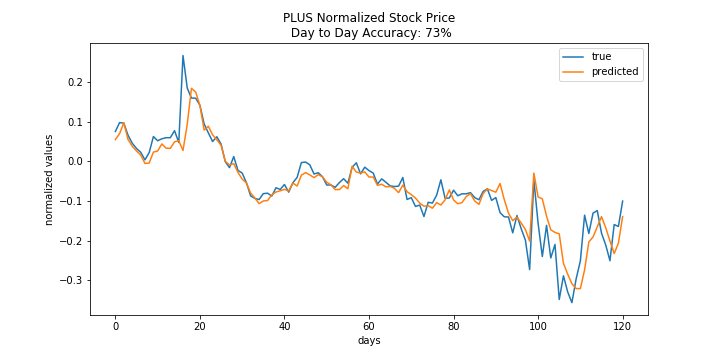 PLUS Normalized Stock Price
Day to Day Accuracy: 73%
true
predicted
normalized values
0.2
0.1
0.0
−0.1
−0.2
−0.3
0 20 40 60 80 100 120
days